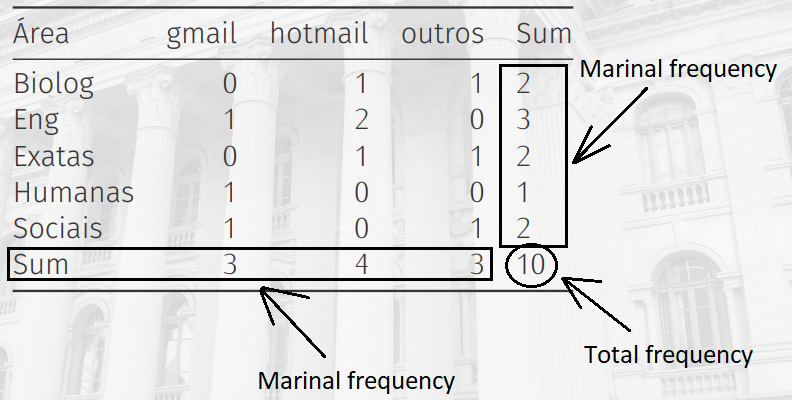 Área gmail hotmail outros Sum
Marinal frequency
Biolog 0 1 1 2
Eng 1 2 0 3
Exatas 0 1 1 2
Humanas 1 0 0 1
Sociais 1 0 1 2
Sum 3 4 3 10
Total frequency
Marinal frequency